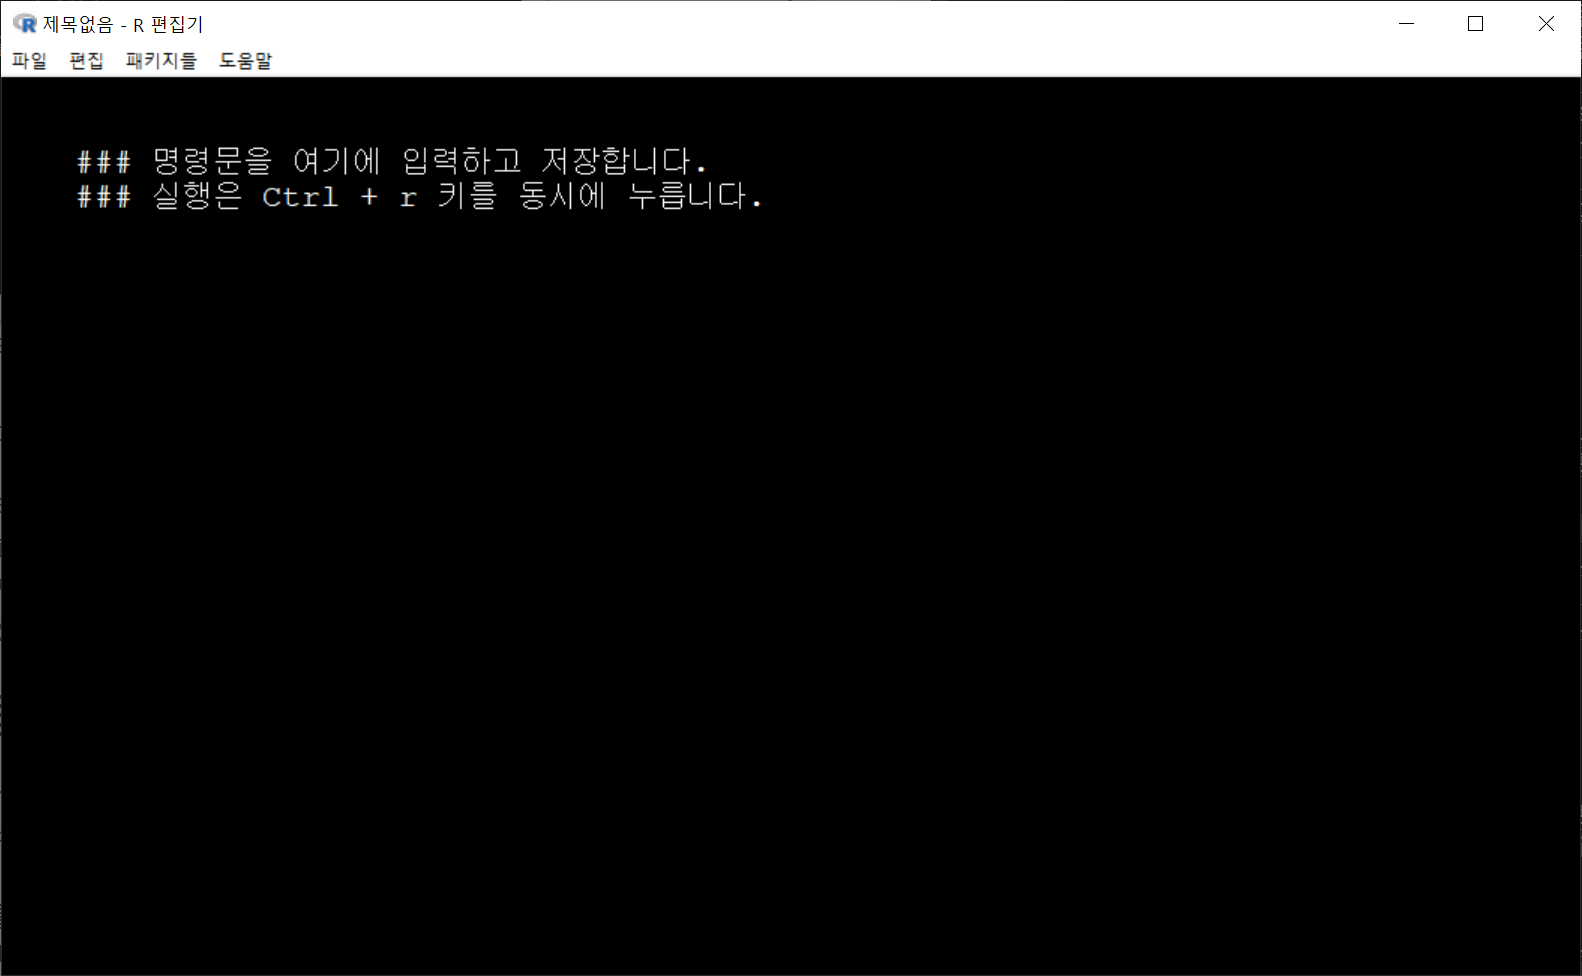 제목없음 - R 편집기
파일 편집 패키지들 도움말
### 명령문을 여기에 입력하고 저장합니다.
### 실행은 Ctrl + r 키를 동시에 누릅니다.